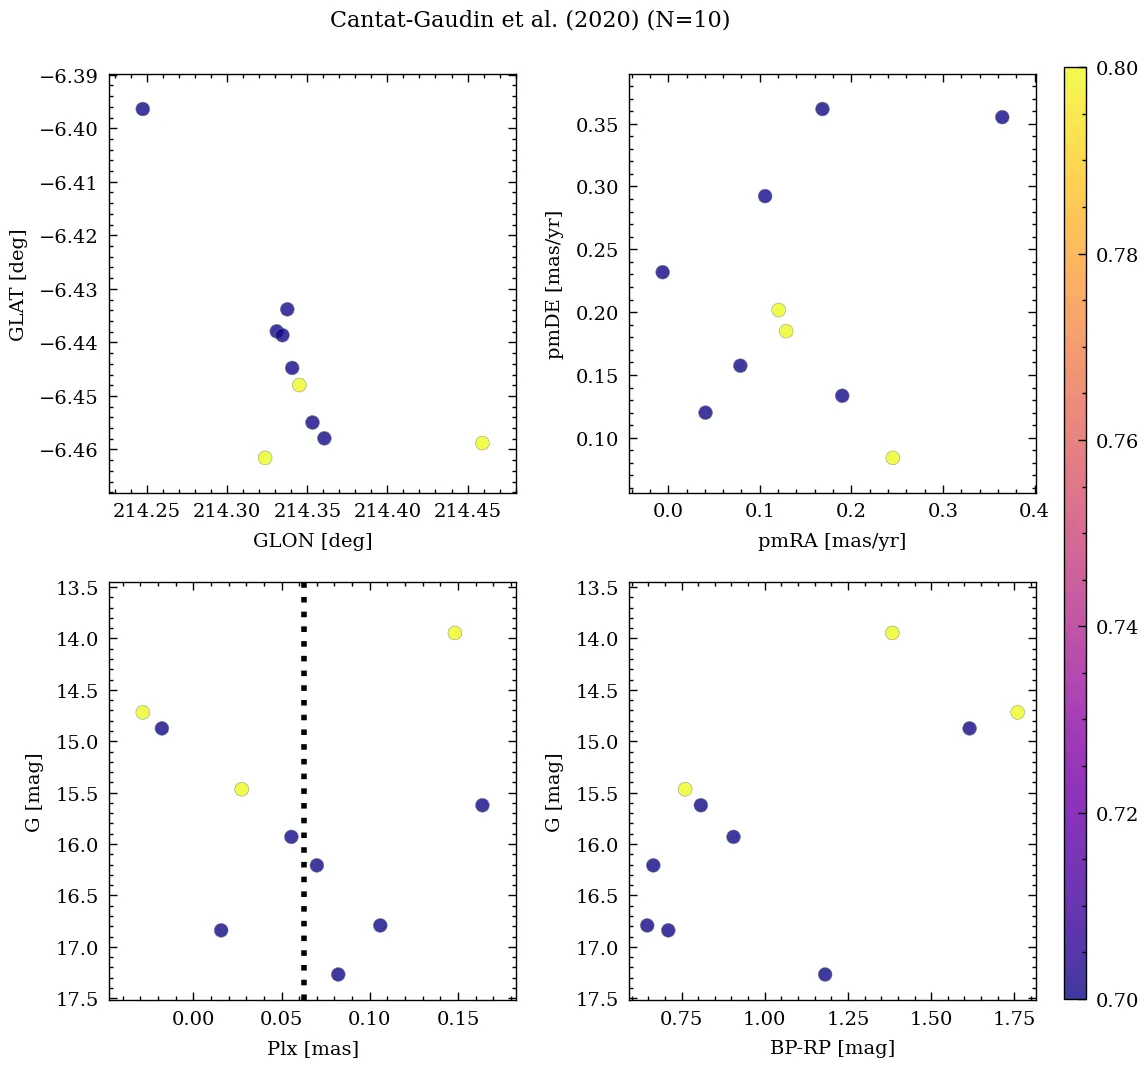 Cantat-Gaudin et al. (2020) (N=10)
−6.39
−6.40
−6.41
−6.42
−6.43
−6.44
−6.45
−6.46
GLAT [deg]
214.25 214.30 214.35 214.40 214.45
GLON [deg]
0.35
0.30
0.25
0.20
0.15
0.10
pmDE [mas/yr]
0.0 0.1 0.2 0.3 0.4
pmRA [mas/yr]
13.5
14.0
14.5
15.0
15.5
16.0
16.5
17.0
17.5
G [mag]
0.00 0.05 0.10 0.15
Plx [mas]
13.5
14.0
14.5
15.0
15.5
16.0
16.5
17.0
17.5
G [mag]
0.75 1.00 1.25 1.50 1.75
BP-RP [mag]
0.80
0.78
0.76
0.74
0.72
0.70